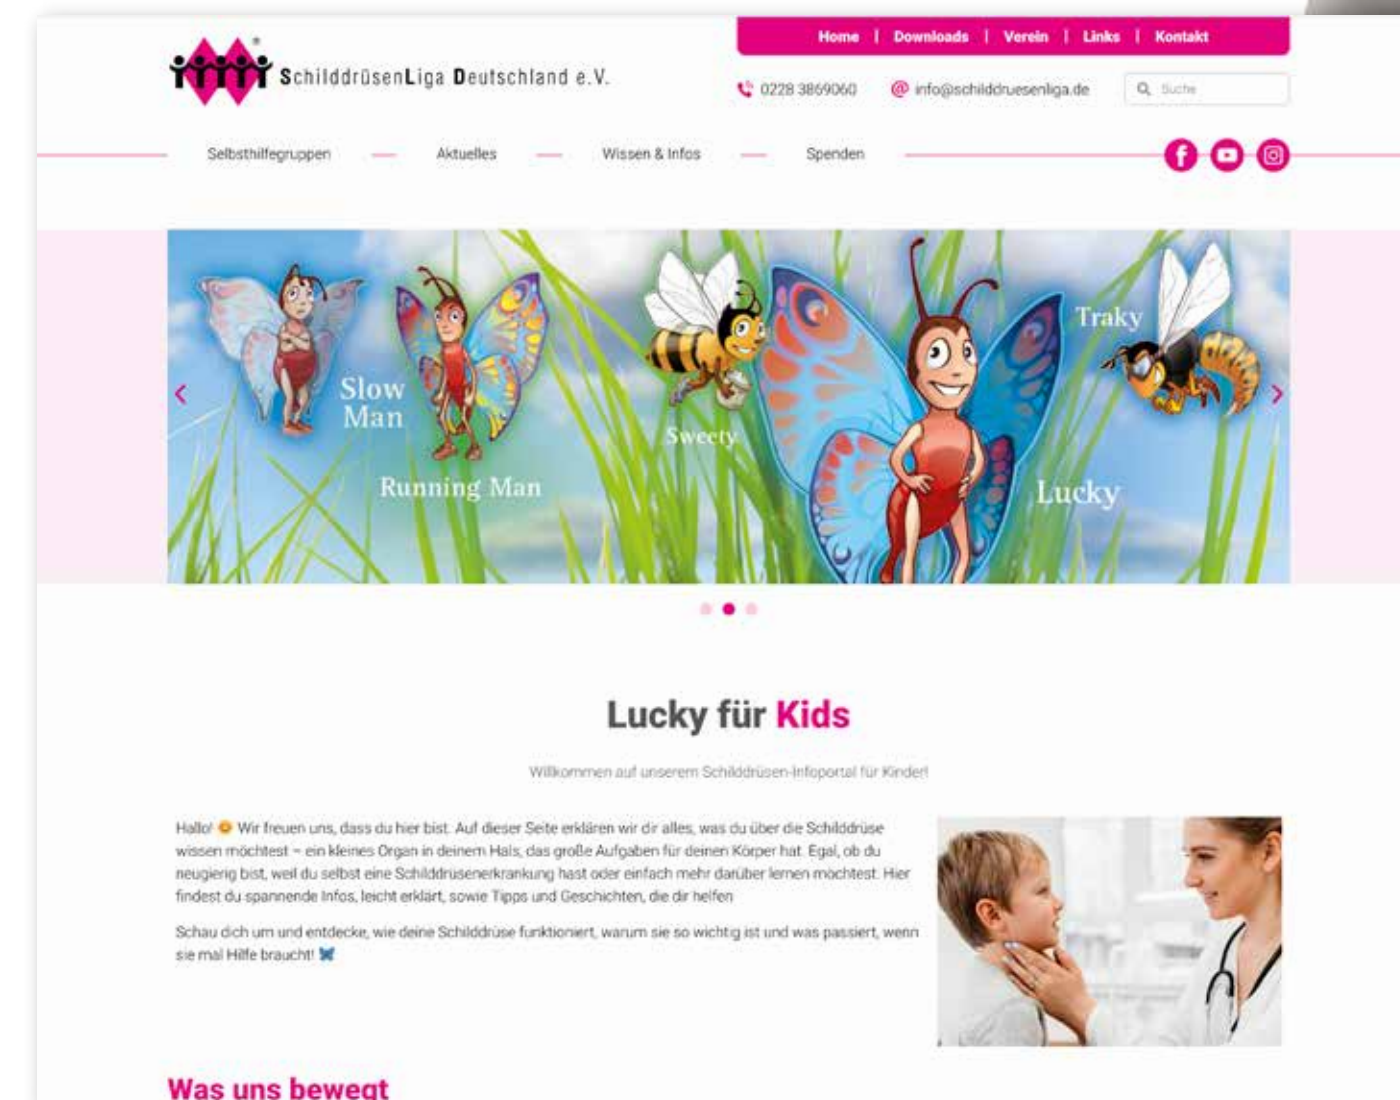 Home | Downloads | Verein | Links | Kontakt
®
SchilddrüsenLiga Deutschland e.V.
0228 3869060
@ info@schilddruesenliga.de
Suche
Selbsthilfegruppen
Aktuelles
Wissen & Infos
Spenden
Slow
Man
Running Man
Sweety
Traky
Lucky
Lucky für Kids
Willkommen auf unserem Schilddrüsen-Infoportal für Kinder!
Hallo! 😊 Wir freuen uns, dass du hier bist. Auf dieser Seite erklären wir dir alles, was du über die Schilddrüse
wissen möchtest – ein kleines Organ in deinem Hals, das große Aufgaben für deinen Körper hat. Egal, ob du
neugierig bist, weil du selbst eine Schilddrüsenerkrankung hast oder einfach mehr darüber lernen möchtest. Hier
findest du spannende Infos, leicht erklärt, sowie Tipps und Geschichten, die dir helfen
Schau dich um und entdecke, wie deine Schilddrüse funktioniert, warum sie so wichtig ist und was passiert, wenn
sie mal Hilfe braucht! 🦋
Was uns bewegt